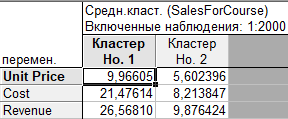 Средн.класт. (SalesForCourse)
Включенные наблюдения: 1:2000
перемен. Кластер Но. 1 Кластер Но. 2
Unit Price 9,96605 5,602396
Cost 21,47614 8,213847
Revenue 26,56810 9,876424